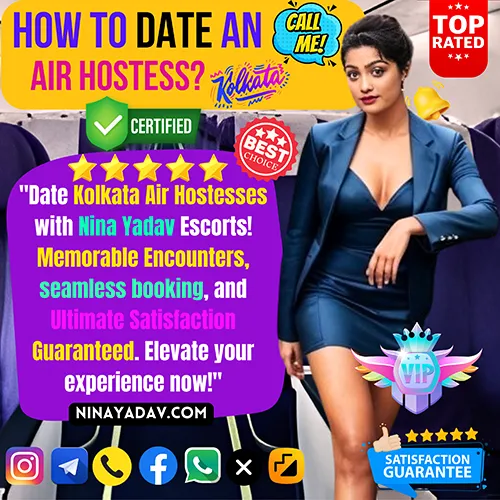 HOW TO DATE AN
AIR HOSTESS?
Kolkata
CALL
ME!
TOP
RATED
CERTIFIED
BEST
CHOICE
"Date Kolkata Air Hostesses
with Nina Yadav Escorts!
Memorable Encounters,
seamless booking, and
Ultimate Satisfaction
Guaranteed. Elevate your
experience now!"
NINAYADAV.COM
VIP
SATISFACTION
GUARANTEE